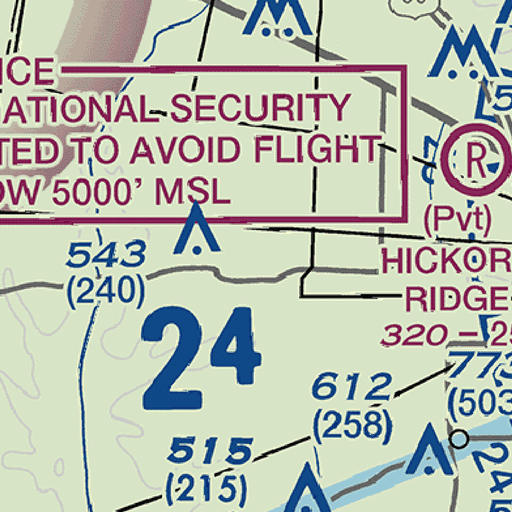 ICE
ATIONAL SECURITY
TED TO AVOID FLIGHT
OW 5000' MSL
R
(Pvt)
543
(240)
HICKOR
RIDGE
320 – 25
24
773
(503
612
(258)
515
(215)